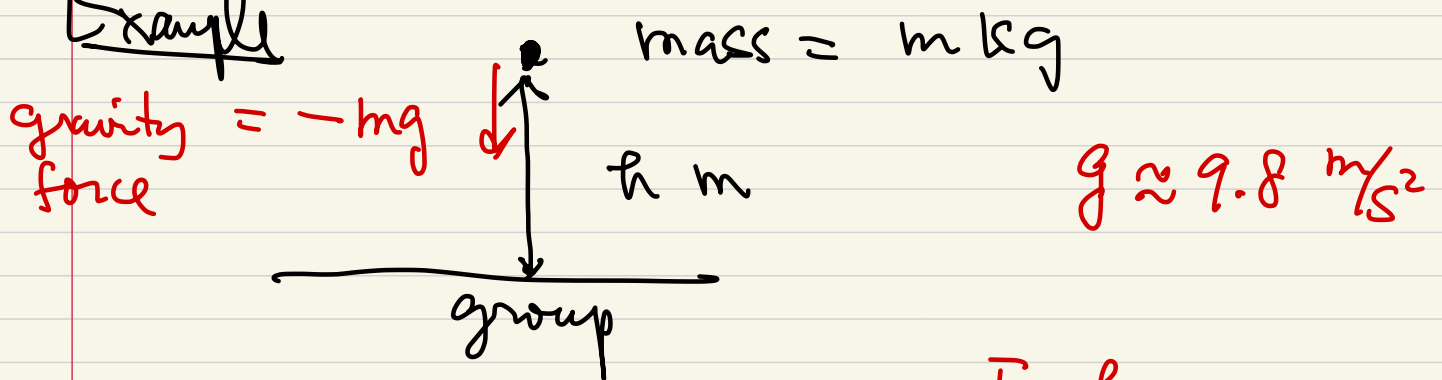 Example
mass = m kg
gravity = -mg
force
h m
g ≈ 9.8 m/s²
group